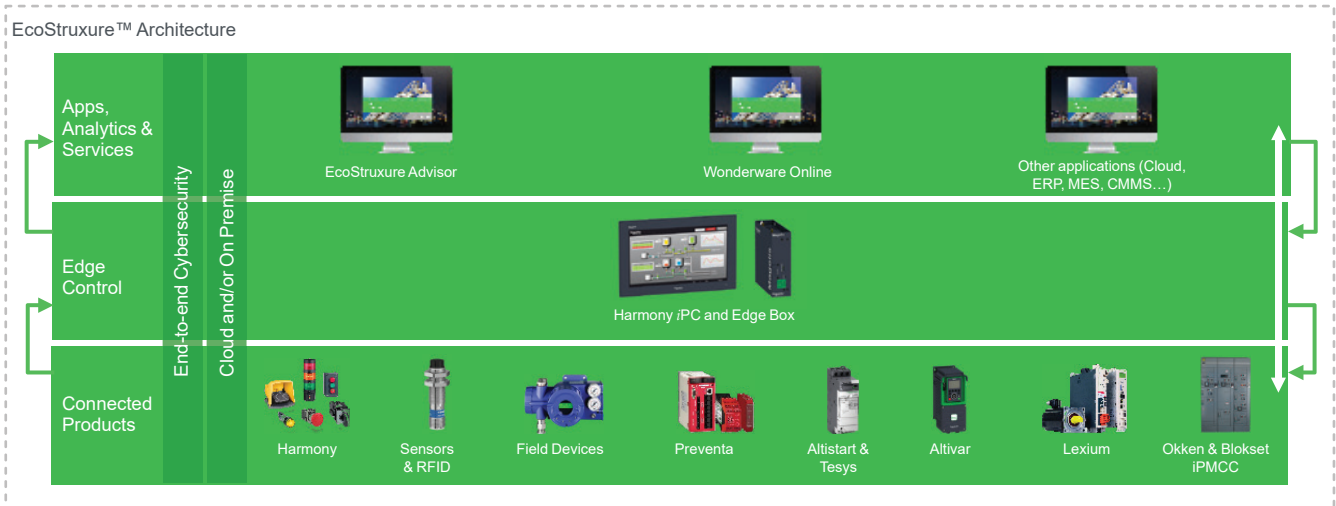 EcoStruxure™ Architecture
Apps,
Analytics &
Services
End-to-end Cybersecurity
Cloud and/or On Premise
EcoStruxure Advisor
Wonderware Online
Other applications (Cloud,
ERP, MES, CMMS…)
Edge
Control
Harmony iPC and Edge Box
Connected
Products
Harmony
Sensors
& RFID
Field Devices
Preventa
Altistart &
Tesys
Altivar
Lexium
Okken & Blokset
iPMCC